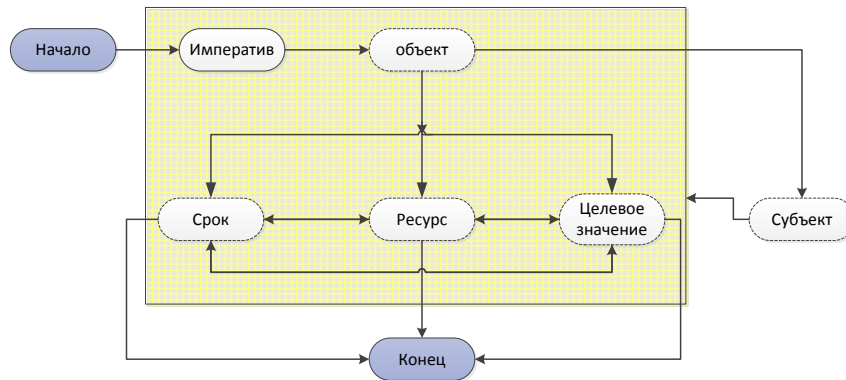 Начало
Императив
объект
Срок
Ресурс
Целевое
значение
Субъект
Конец